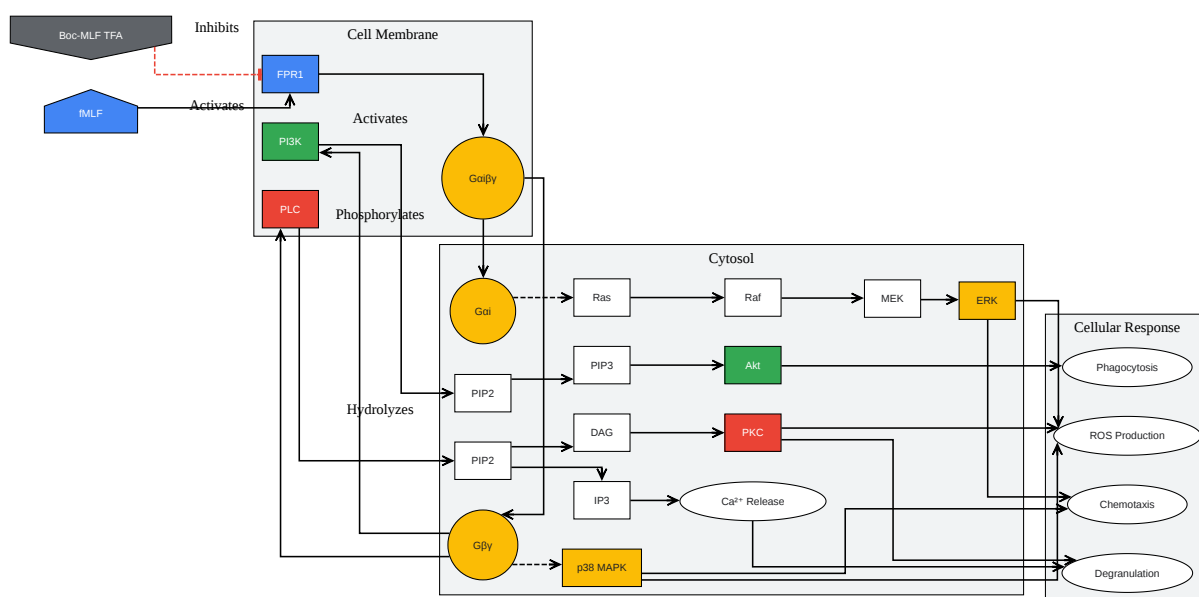 Boc-MLF TFA
Inhibits
Cell Membrane
FPR1
fMLF
Activates
Activates
PI3K
Gαiβγ
PLC
Phosphorylates
Cytosol
Gαi
Ras
Raf
MEK
ERK
Cellular Response
PIP3
Akt
Phagocytosis
PIP2
Hydrolyzes
DAG
PKC
ROS Production
PIP2
IP3
Ca²⁺ Release
Chemotaxis
Gβγ
p38 MAPK
Degranulation